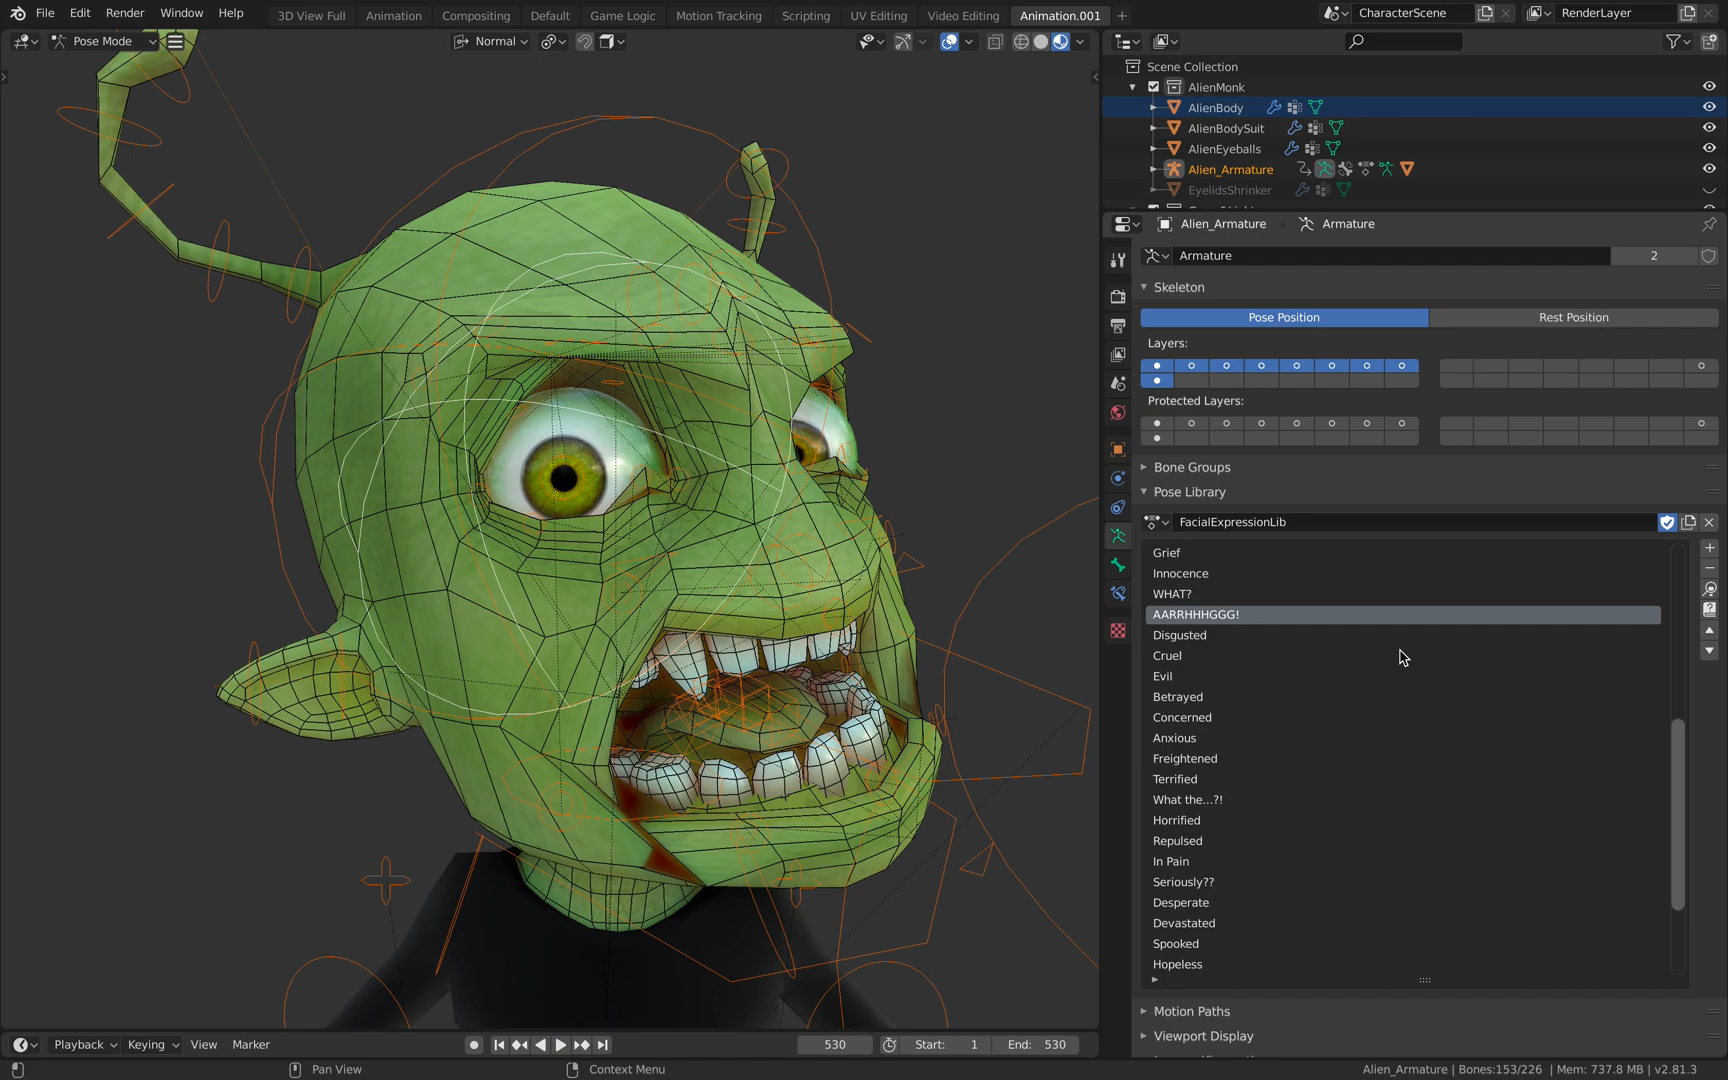 File Edit Render Window Help 3D View Full Animation Compositing Default Game Logic Motion Tracking Scripting UV Editing Video Editing Animation.001 CharacterScene RenderLayer
Pose Mode Normal
Scene Collection
AlienMonk
AlienBody
AlienBodySuit
AlienEyeballs
Alien_Armature
EyelidsShrinker
Alien_Armature Armature
Armature 2
Skeleton
Pose Position Rest Position
Layers:
Protected Layers:
Bone Groups
Pose Library
FacialExpressionLib
Grief
Innocence
WHAT?
AARRHHHGGG!
Disgusted
Cruel
Evil
Betrayed
Concerned
Anxious
Freightened
Terrified
What the...?!
Horrified
Repulsed
In Pain
Seriously??
Desperate
Devastated
Spooked
Hopeless
Motion Paths
Viewport Display
Playback Keying View Marker 530 Start: 1 End: 530
Pan View Context Menu Alien_Armature | Bones:153/226 | Mem: 737.8 MB | v2.81.3